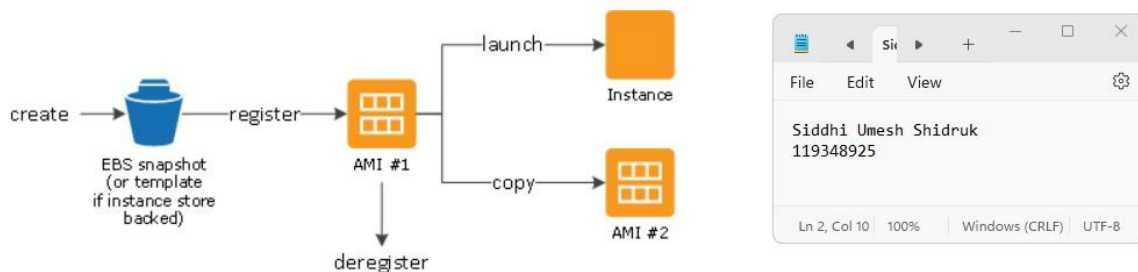 create
EBS snapshot
(or template
if instance store
backed)
register
AMI #1
deregister
launch
Instance
copy
AMI #2
Sid
File Edit View
Siddhi Umesh Shidruk
119348925
Ln 2, Col 10 100% Windows (CRLF) UTF-8